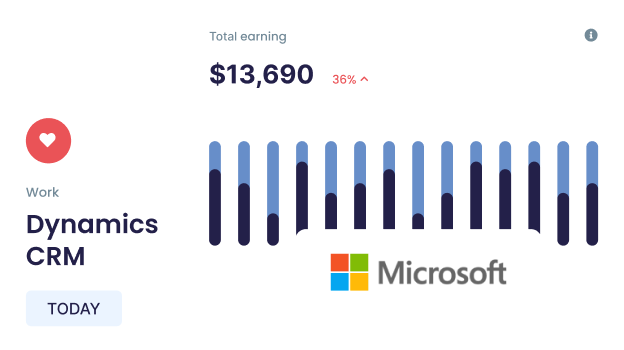 Total earning
$13,690 36%
Work
Dynamics
CRM
TODAY
Microsoft